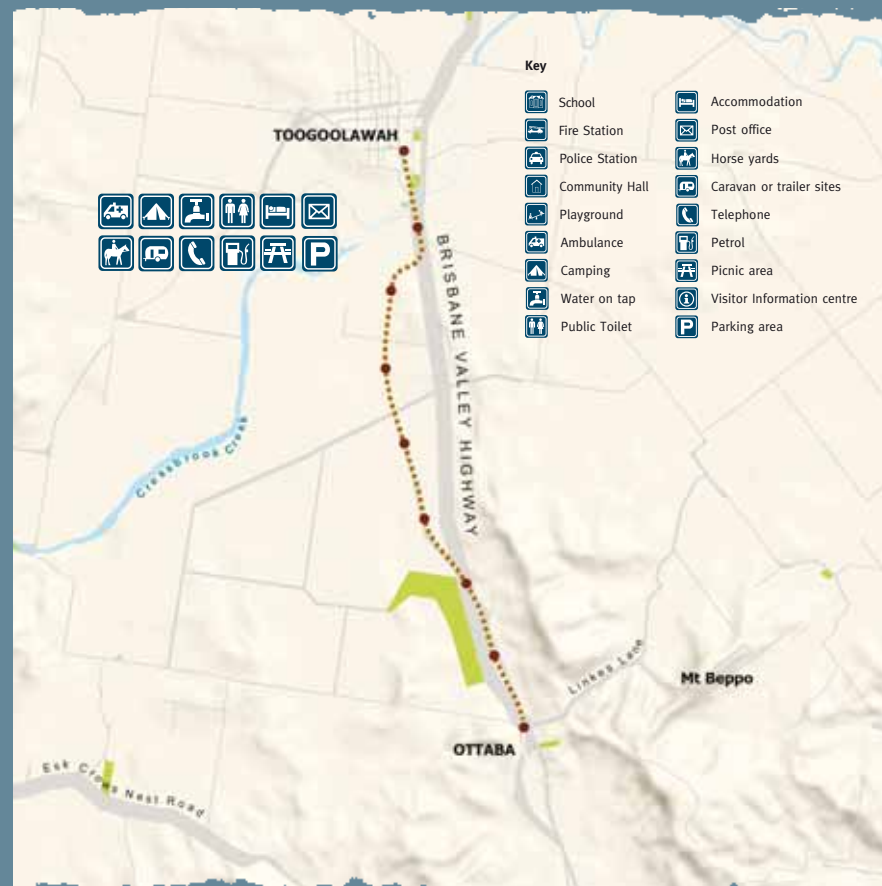 Key
School
Fire Station
Police Station
Community Hall
Playground
Ambulance
Camping
Water on tap
Public Toilet
Accommodation
Post office
Horse yards
Caravan or trailer sites
Telephone
Petrol
Picnic area
Visitor Information centre
P Parking area
TOOGOOLAWAH
P
BRISBANE VALLEY HIGHWAY
Cressbrook Creek
Linkes Lane
Mt Beppo
OTTABA
Esk Crows Nest Road